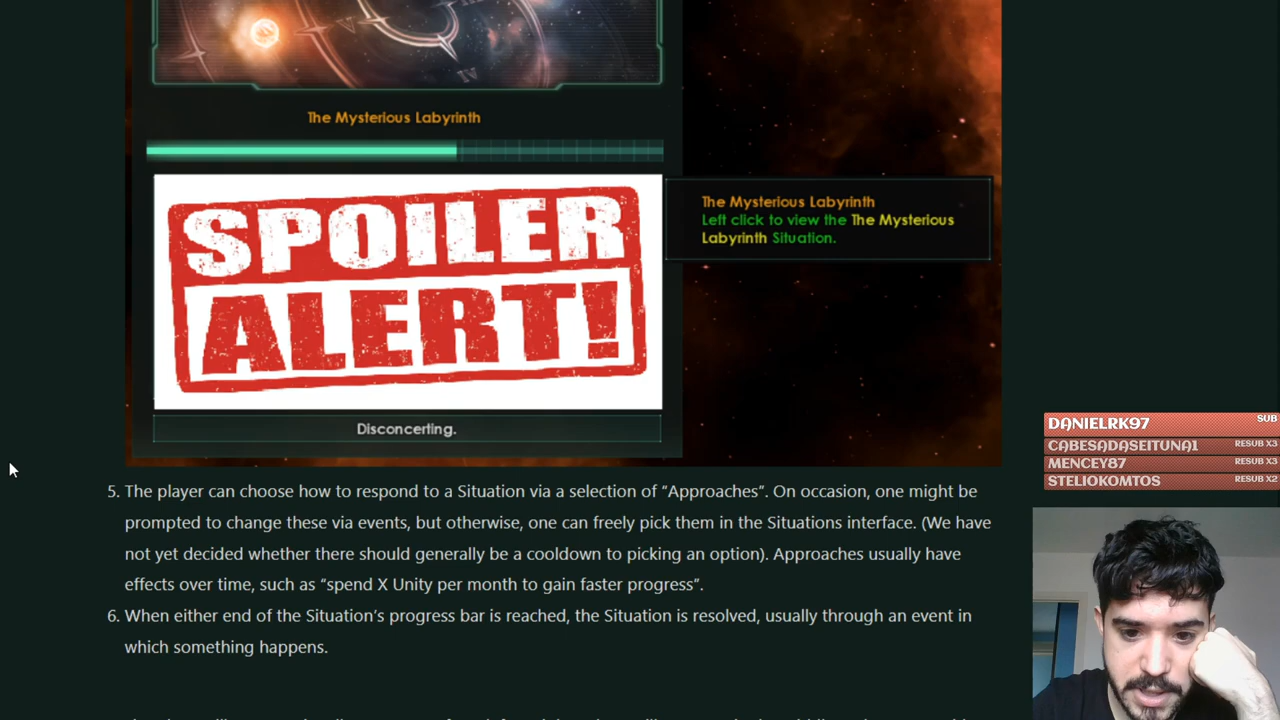 The Mysterious Labyrinth
SPOILER
ALERT!
The Mysterious Labyrinth
Left click to view the The Mysterious
Labyrinth Situation.
Disconcerting.
5. The player can choose how to respond to a Situation via a selection of “Approaches”. On occasion, one might be
prompted to change these via events, but otherwise, one can freely pick them in the Situations interface. (We have
not yet decided whether there should generally be a cooldown to picking an option). Approaches usually have
effects over time, such as “spend X Unity per month to gain faster progress”.
6. When either end of the Situation’s progress bar is reached, the Situation is resolved, usually through an event in
which something happens.
DANIELRK97 SUB
CABESADASEITUNA1 RESUB X3
MENCEY87 RESUB X3
STELIOKOMTOS RESUB X2